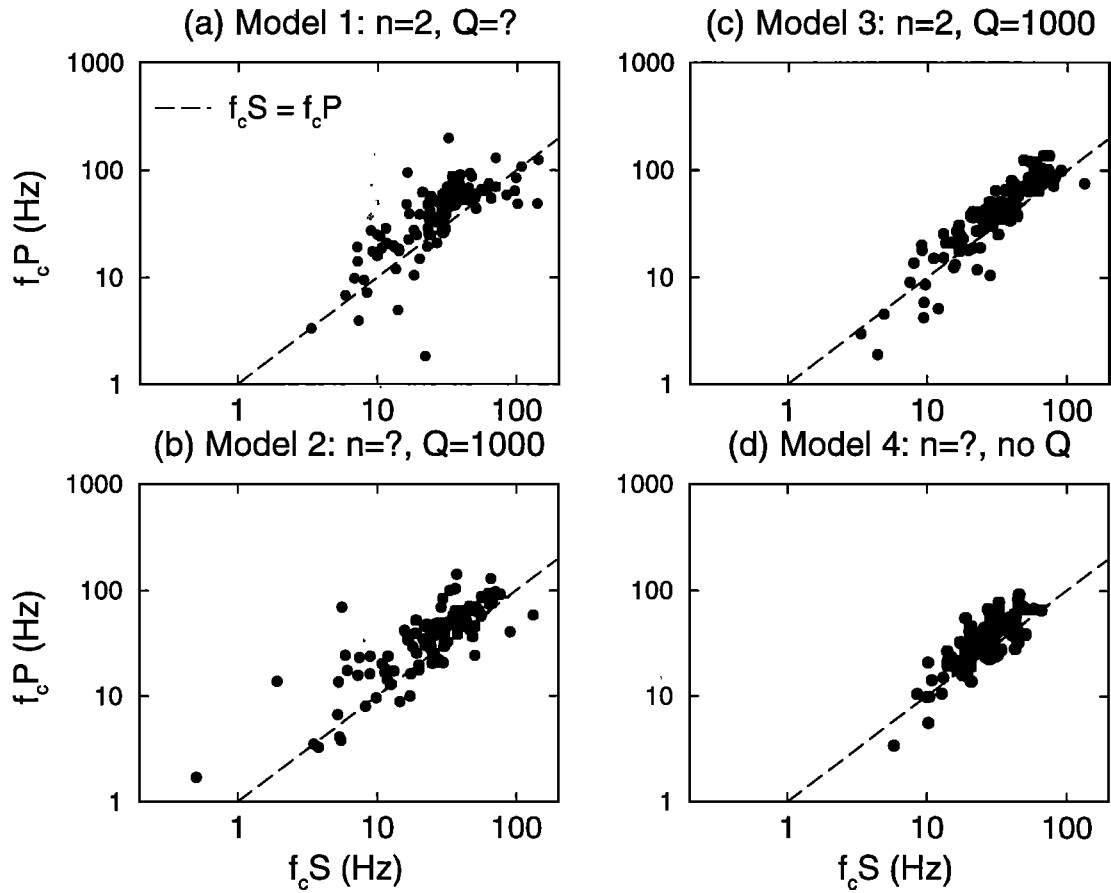 (a) Model 1: n=2, Q=?
1000
100
10
1
f_cP (Hz)
f_cS = f_cP
1 10 100
(b) Model 2: n=?, Q=1000
1000
100
10
1
f_cP (Hz)
1 10 100
f_cS (Hz)
(c) Model 3: n=2, Q=1000
1000
100
10
1
1 10 100
(d) Model 4: n=?, no Q
1000
100
10
1
1 10 100
f_cS (Hz)